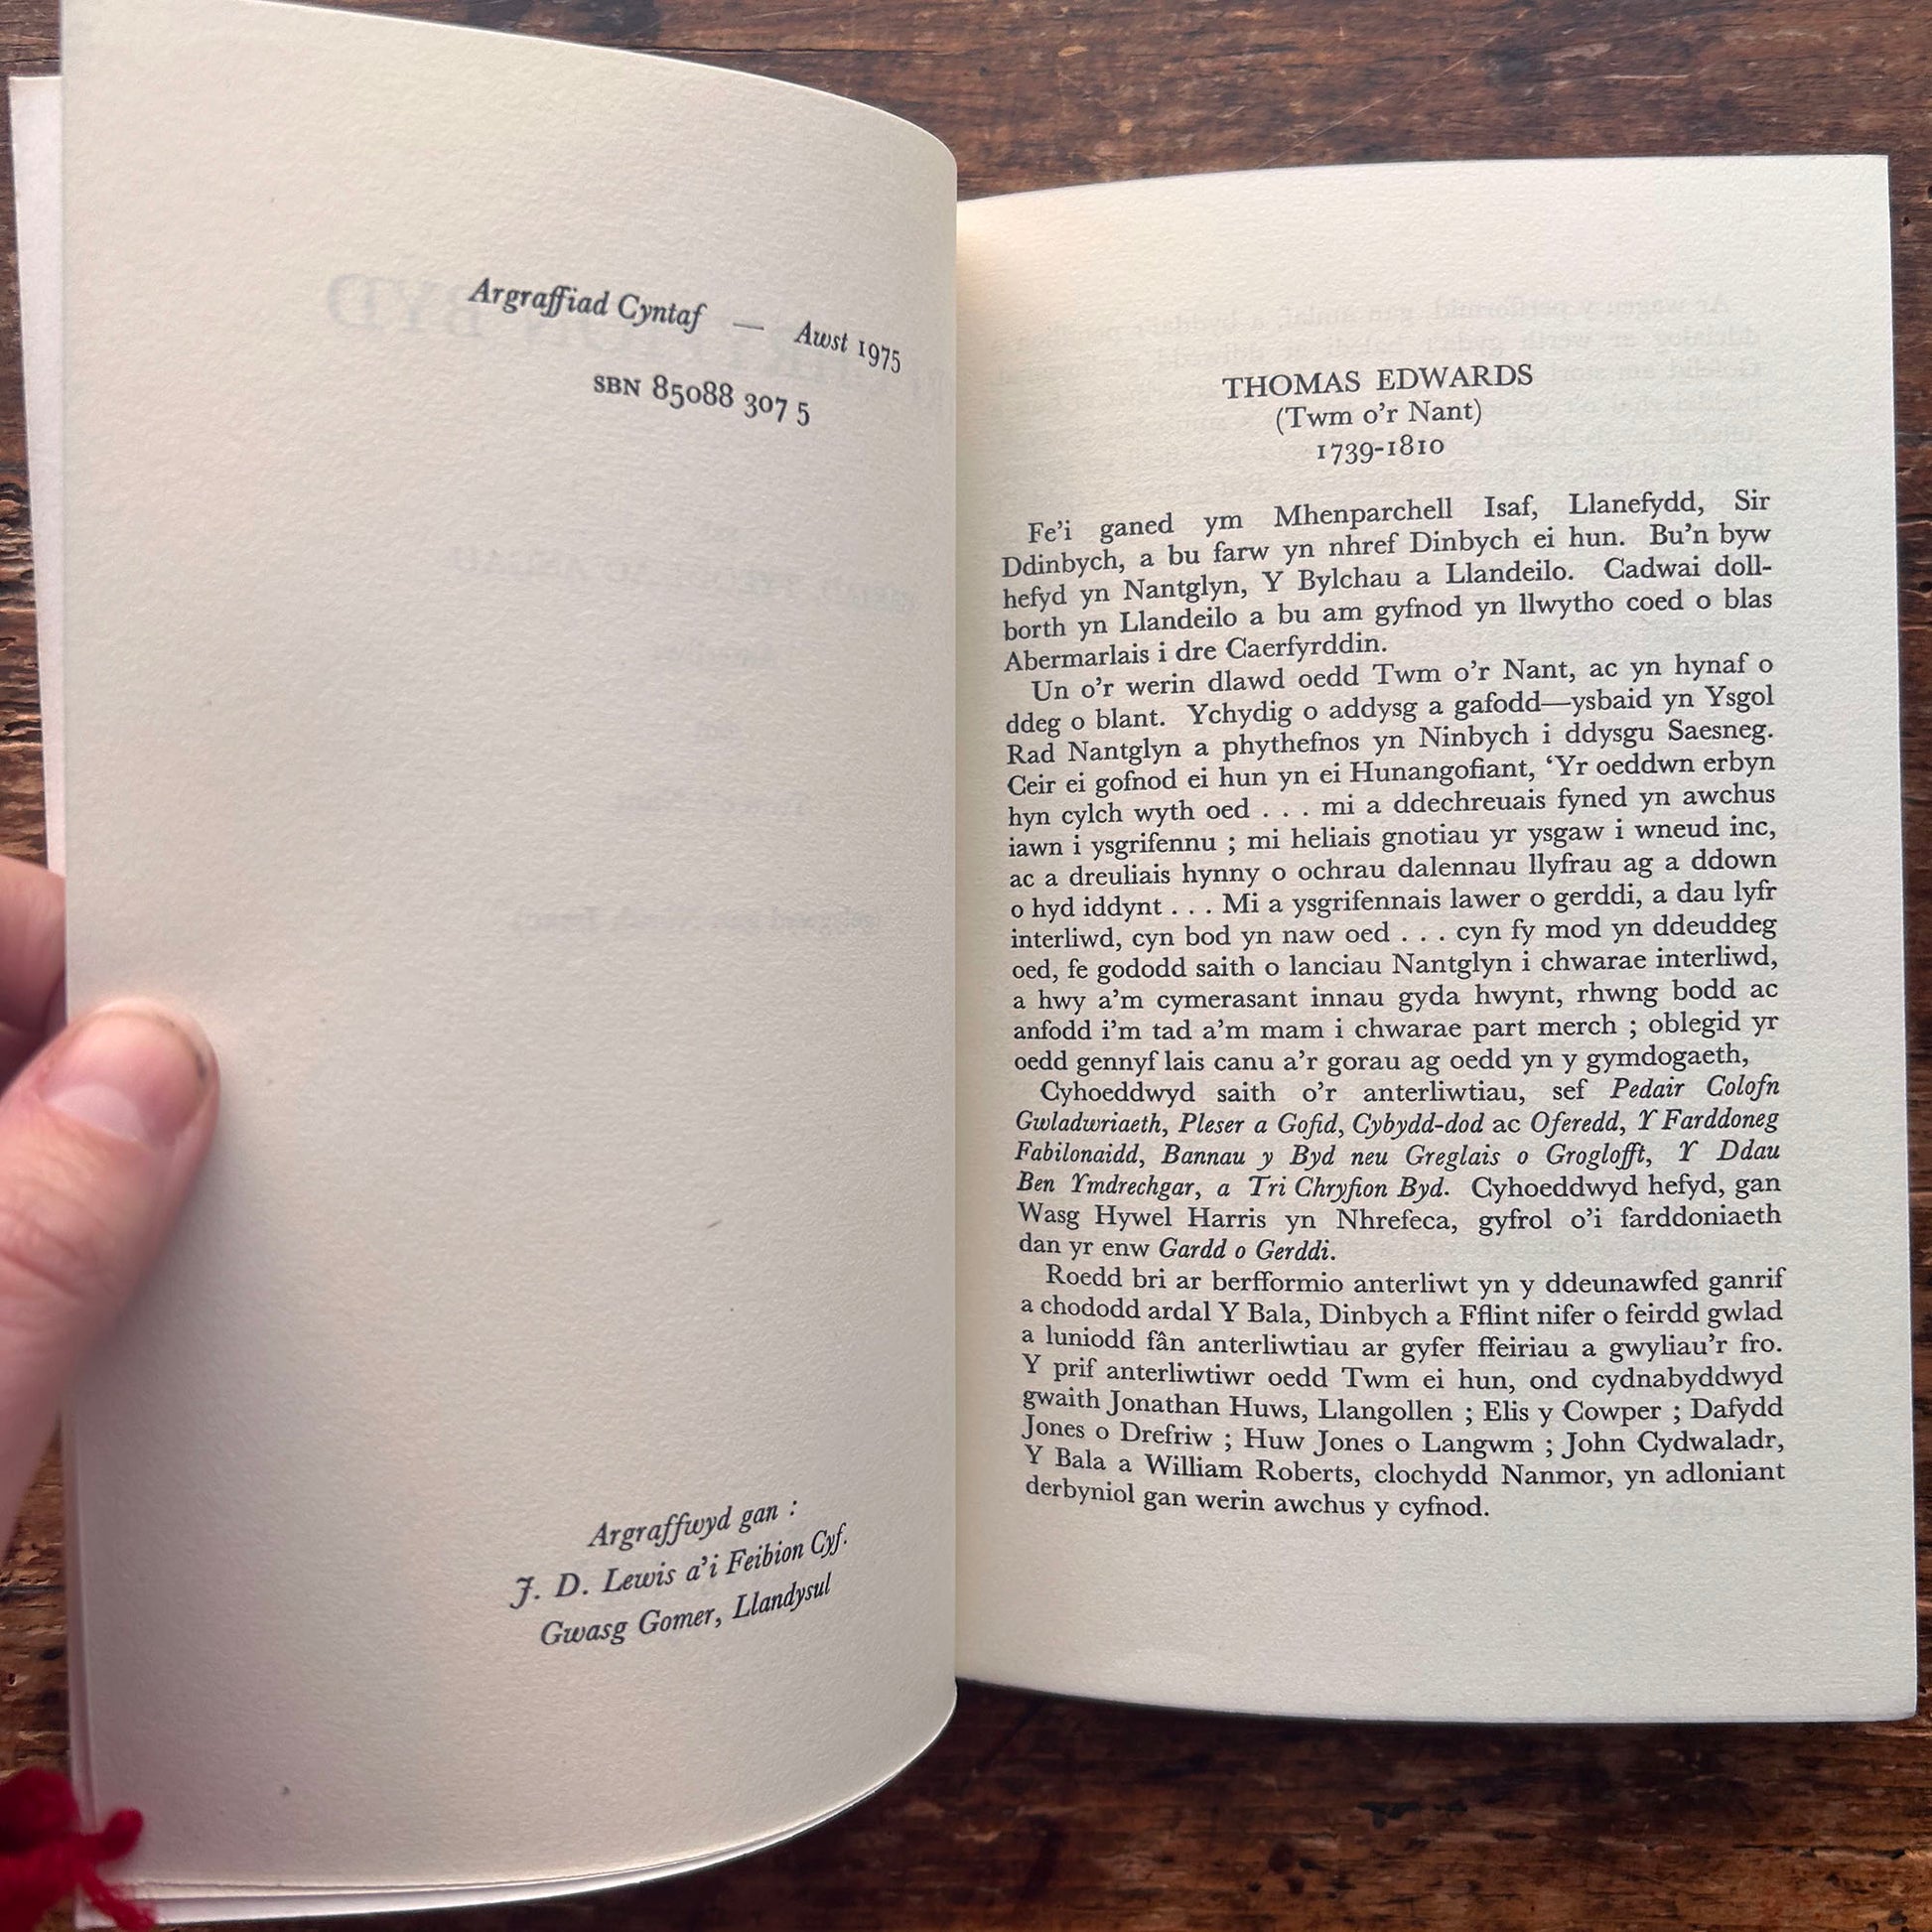 Argraffiad Cyntaf — Awst 1975
SBN 85088 307 5
Argraffwyd gan :
J. D. Lewis a'i Feibion Cyf.
Gwasg Gomer, Llandysul
THOMAS EDWARDS
(Twm o'r Nant)
1739-1810
Fe'i ganed ym Mhenparchell Isaf, Llanefydd, Sir
Ddinbych, a bu farw yn nhref Dinbych ei hun. Bu'n byw
hefyd yn Nantglyn, Y Bylchau a Llandeilo. Cadwai doll-
borth yn Llandeilo a bu am gyfnod yn llwytho coed o blas
Abermarlais i dre Caerfyrddin.
Un o'r werin dlawd oedd Twm o'r Nant, ac yn hynaf o
ddeg o blant. Ychydig o addysg a gafodd—ysbaid yn Ysgol
Rad Nantglyn a phythefnos yn Ninbych i ddysgu Saesneg.
Ceir ei gofnod ei hun yn ei Hunangofiant, 'Yr oeddwn erbyn
hyn cylch wyth oed . . . mi a ddechreuais fyned yn awchus
iawn i ysgrifennu ; mi heliais gnotiau yr ysgaw i wneud inc,
ac a dreuliais hynny o ochrau dalennau llyfrau ag a ddown
o hyd iddynt . . . Mi a ysgrifennais lawer o gerddi, a dau lyfr
interliwd, cyn bod yn naw oed . . . cyn fy mod yn ddeuddeg
oed, fe gododd saith o lanciau Nantglyn i chwarae interliwd,
a hwy a'm cymerasant innau gyda hwynt, rhwng bodd ac
anfodd i'm tad a'm mam i chwarae part merch ; oblegid yr
oedd gennyf lais canu a'r gorau ag oedd yn y gymdogaeth,
Cyhoeddwyd saith o'r anterliwtiau, sef Pedair Colofn
Gwladwriaeth, Pleser a Gofid, Cybydd-dod ac Oferedd, Y Farddoneg
Fabilonaidd, Bannau y Byd neu Greglais o Groglofft, Y Ddau
Ben Ymdrechgar, a Tri Chryfion Byd. Cyhoeddwyd hefyd, gan
Wasg Hywel Harris yn Nhrefeca, gyfrol o'i farddoniaeth
dan yr enw Gardd o Gerddi.
Roedd bri ar berfformio anterliwt yn y ddeunawfed ganrif
a chododd ardal Y Bala, Dinbych a Fflint nifer o feirdd gwlad
a luniodd fân anterliwtiau ar gyfer ffeiriau a gwyliau'r fro.
Y prif anterliwtiwr oedd Twm ei hun, ond cydnabyddwyd
gwaith Jonathan Huws, Llangollen ; Elis y Cowper ; Dafydd
Jones o Drefriw ; Huw Jones o Langwm ; John Cydwaladr,
Y Bala a William Roberts, clochydd Nanmor, yn adloniant
derbyniol gan werin awchus y cyfnod.